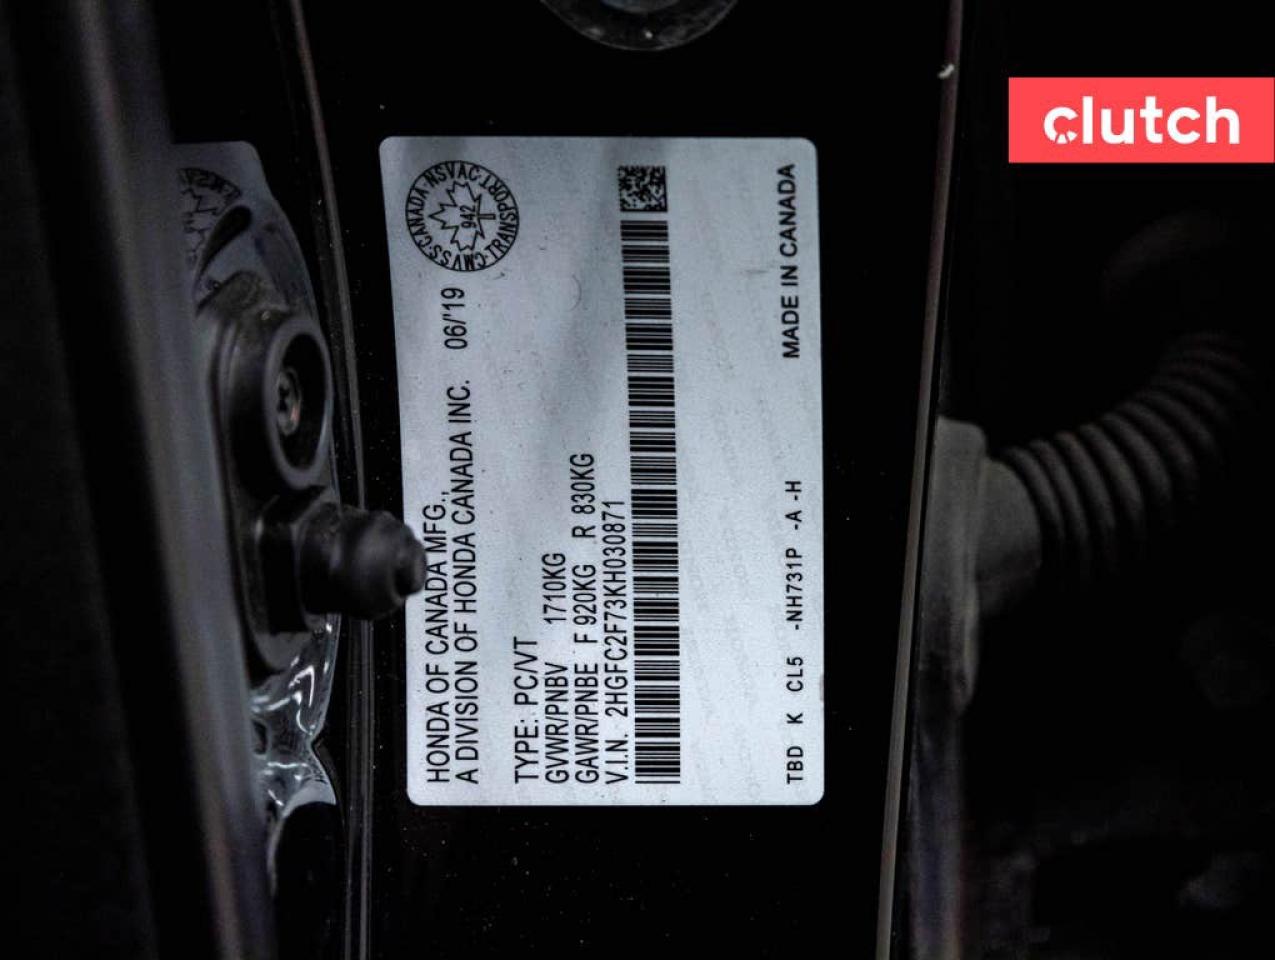 clutch
CMVSS·CANADA·NSVAC·TRANSPORT
942
HONDA OF CANADA MFG.,
A DIVISION OF HONDA CANADA INC. 06/'19
TYPE: PC/VT
GVWR/PNBV 1710KG
GAWR/PNBE F 920KG R 830KG
V.I.N. 2HGFC2F73KH030871
TBD K CL5 -NH731P -A -H MADE IN CANADA